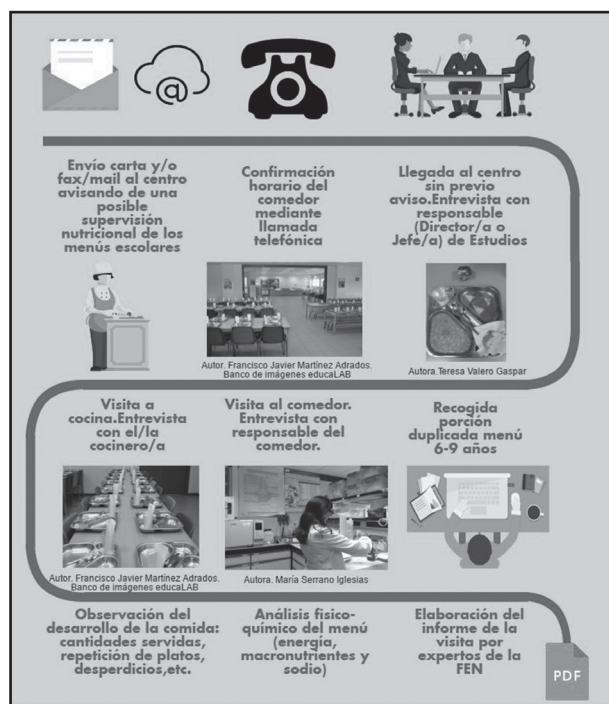 @
Envío carta y/o
fax/mail al centro
avisando de una
posible
supervisión
nutricional de los
menús escolares
Confirmación
horario del
comedor
mediante
llamada
telefónica
Llegada al centro
sin previo
aviso.Entrevista con
responsable
(Director/a o
Jefe/a) de Estudios
Autor. Francisco Javier Martínez Adrados.
Banco de imágenes educaLAB
Autora.Teresa Valero Gaspar
Visita a
cocina.Entrevista
con el/la
cocinero/a
Visita al comedor.
Entrevista con
responsable del
comedor.
Recogida
porción
duplicada menú
6-9 años
Autor. Francisco Javier Martínez Adrados.
Banco de imágenes educaLAB
Autora. María Serrano Iglesias
Observación del
desarrollo de la comida:
cantidades servidas,
repetición de platos,
desperdicios,etc.
Análisis físico-
químico del menú
(energía,
macronutrientes y
sodio)
Elaboración del
informe de la
visita por
expertos de la
FEN
PDF